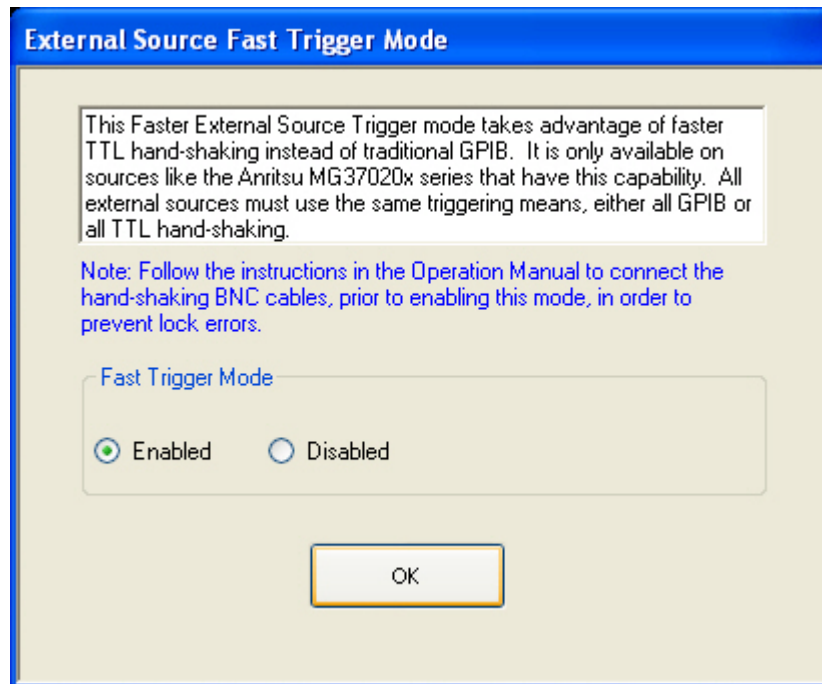 External Source Fast Trigger Mode
This Faster External Source Trigger mode takes advantage of faster
TTL hand-shaking instead of traditional GPIB.  It is only available on
sources like the Anritsu MG37020x series that have this capability.  All
external sources must use the same triggering means, either all GPIB or
all TTL hand-shaking.
Note: Follow the instructions in the Operation Manual to connect the
hand-shaking BNC cables, prior to enabling this mode, in order to
prevent lock errors.
Fast Trigger Mode
Enabled
Disabled
OK